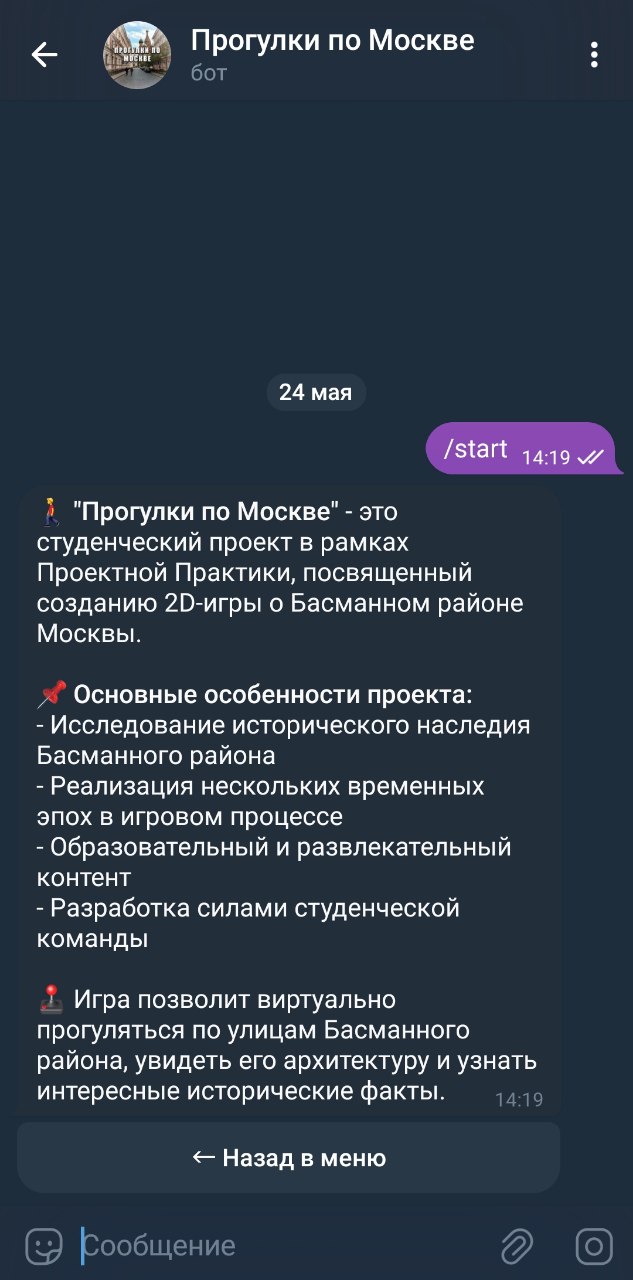 ПРОГУЛКИ ПО
МОСКВЕ
Прогулки по Москве
бот
24 мая
/start 14:19
🚶 "Прогулки по Москве" - это
студенческий проект в рамках
Проектной Практики, посвященный
созданию 2D-игры о Басманном районе
Москвы.
📌 Основные особенности проекта:
- Исследование исторического наследия
Басманного района
- Реализация нескольких временных
эпох в игровом процессе
- Образовательный и развлекательный
контент
- Разработка силами студенческой
команды
🕹 Игра позволит виртуально
прогуляться по улицам Басманного
района, увидеть его архитектуру и узнать
интересные исторические факты. 14:19
← Назад в меню
Сообщение